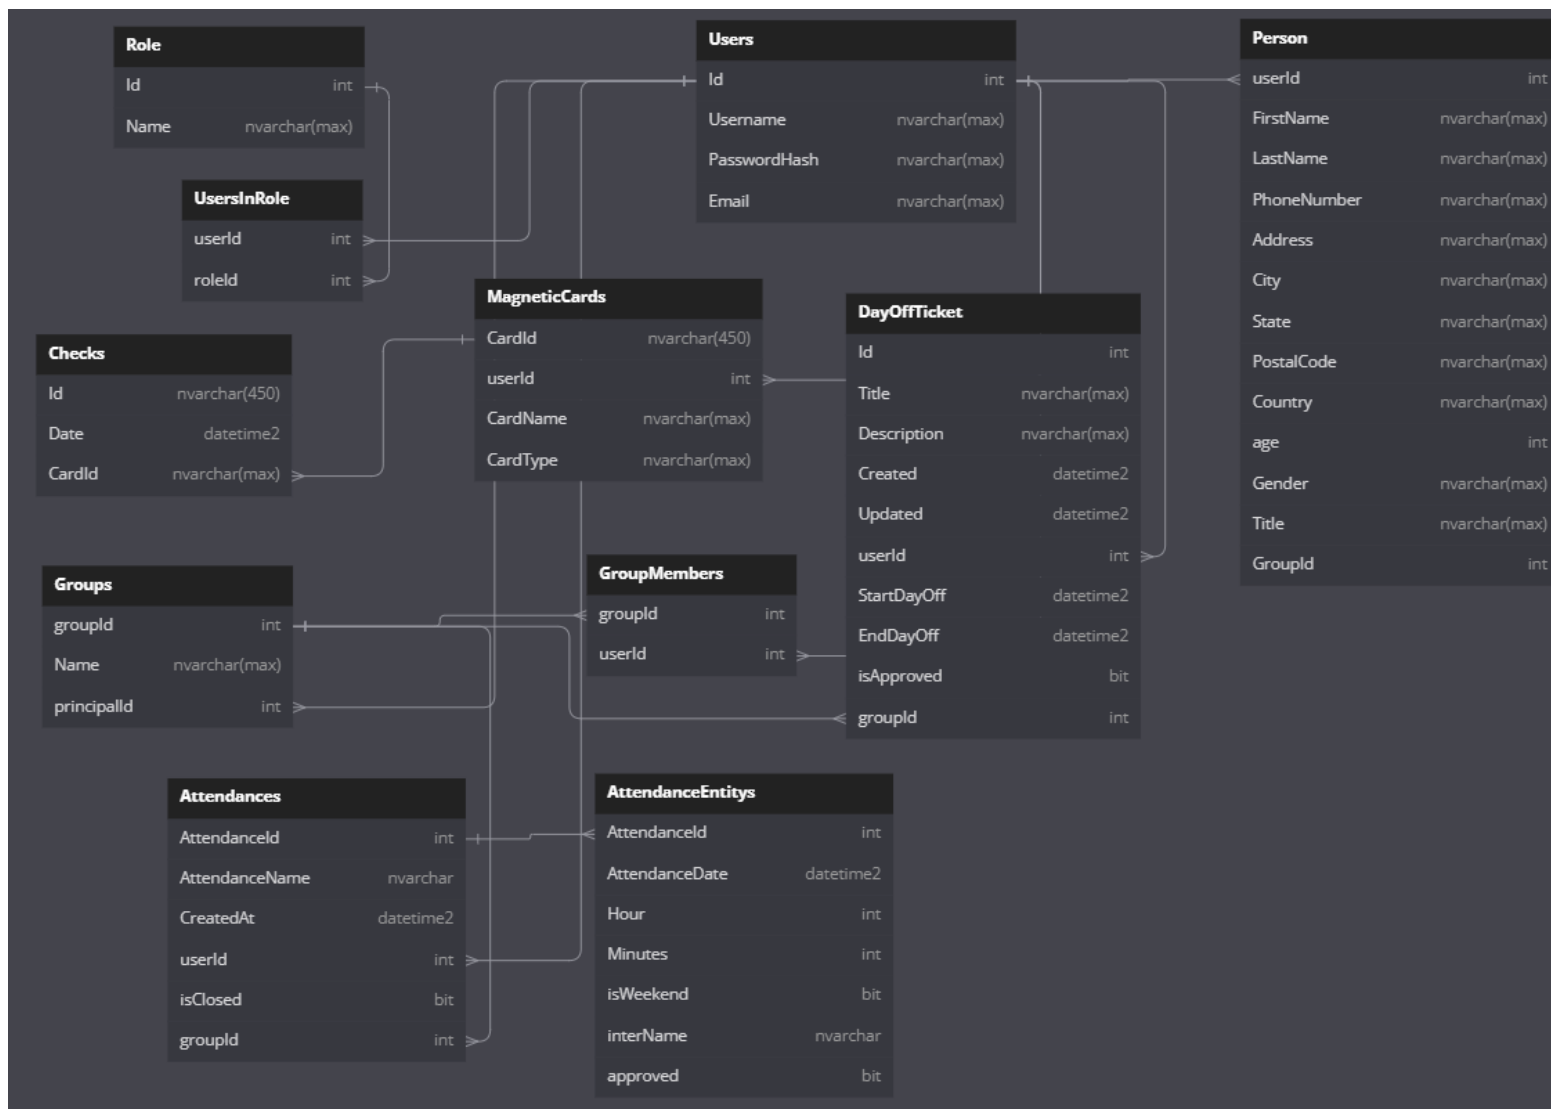 Role
Id int
Name nvarchar(max)
UsersInRole
userId int
roleId int
Users
Id int
Username nvarchar(max)
PasswordHash nvarchar(max)
Email nvarchar(max)
Person
userId int
FirstName nvarchar(max)
LastName nvarchar(max)
PhoneNumber nvarchar(max)
Address nvarchar(max)
City nvarchar(max)
State nvarchar(max)
PostalCode nvarchar(max)
Country nvarchar(max)
age int
Gender nvarchar(max)
Title nvarchar(max)
GroupId int
Checks
Id nvarchar(450)
Date datetime2
CardId nvarchar(max)
MagneticCards
CardId nvarchar(450)
userId int
CardName nvarchar(max)
CardType nvarchar(max)
DayOffTicket
Id int
Title nvarchar(max)
Description nvarchar(max)
Created datetime2
Updated datetime2
userId int
StartDayOff datetime2
EndDayOff datetime2
isApproved bit
groupId int
Groups
groupId int
Name nvarchar(max)
principalId int
GroupMembers
groupId int
userId int
Attendances
AttendanceId int
AttendanceName nvarchar
CreatedAt datetime2
userId int
isClosed bit
groupId int
AttendanceEntitys
AttendanceId int
AttendanceDate datetime2
Hour int
Minutes int
isWeekend bit
interName nvarchar
approved bit